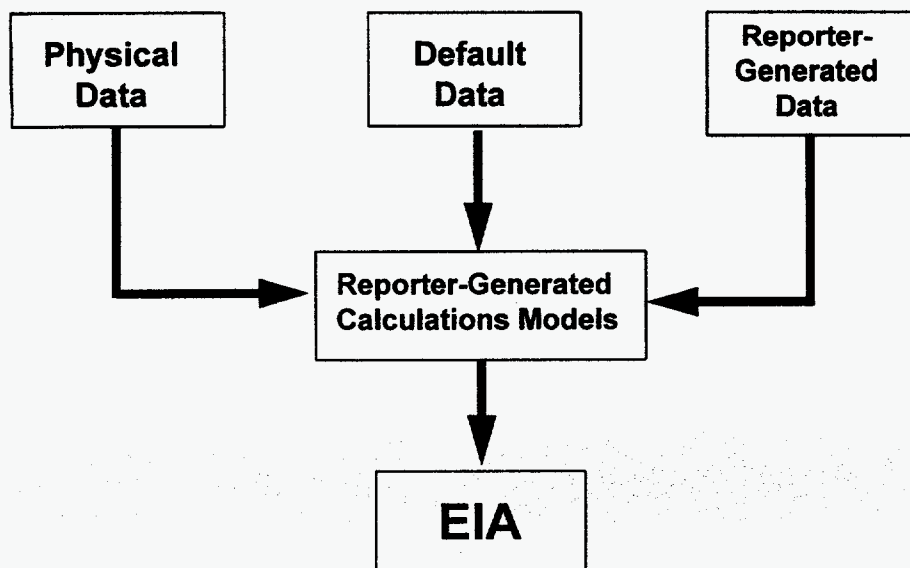 Physical
Data
Default
Data
Reporter-
Generated
Data
Reporter-Generated
Calculations Models
EIA